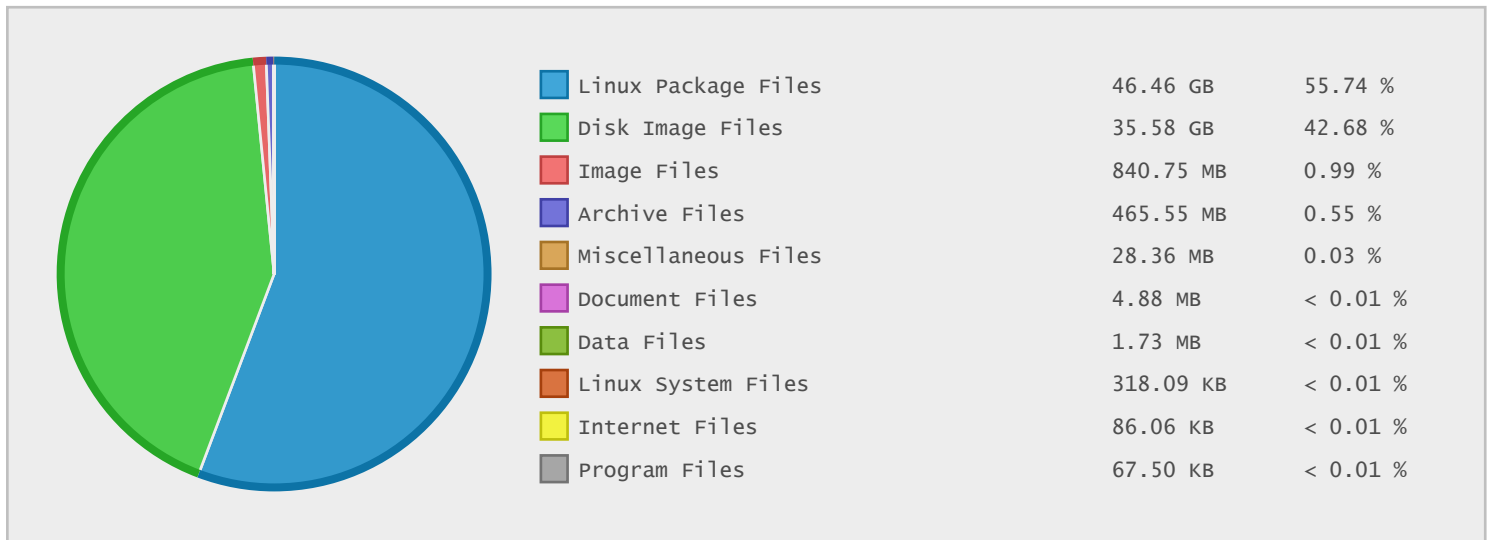 Linux Package Files 46.46 GB 55.74 %
Disk Image Files 35.58 GB 42.68 %
Image Files 840.75 MB 0.99 %
Archive Files 465.55 MB 0.55 %
Miscellaneous Files 28.36 MB 0.03 %
Document Files 4.88 MB < 0.01 %
Data Files 1.73 MB < 0.01 %
Linux System Files 318.09 KB < 0.01 %
Internet Files 86.06 KB < 0.01 %
Program Files 67.50 KB < 0.01 %